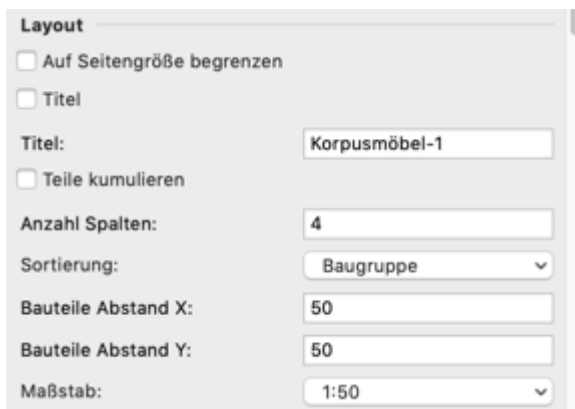 Layout
Auf Seitengröße begrenzen
Titel
Titel: Korpusmöbel-1
Teile kumulieren
Anzahl Spalten: 4
Sortierung: Baugruppe
Bauteile Abstand X: 50
Bauteile Abstand Y: 50
Maßstab: 1:50